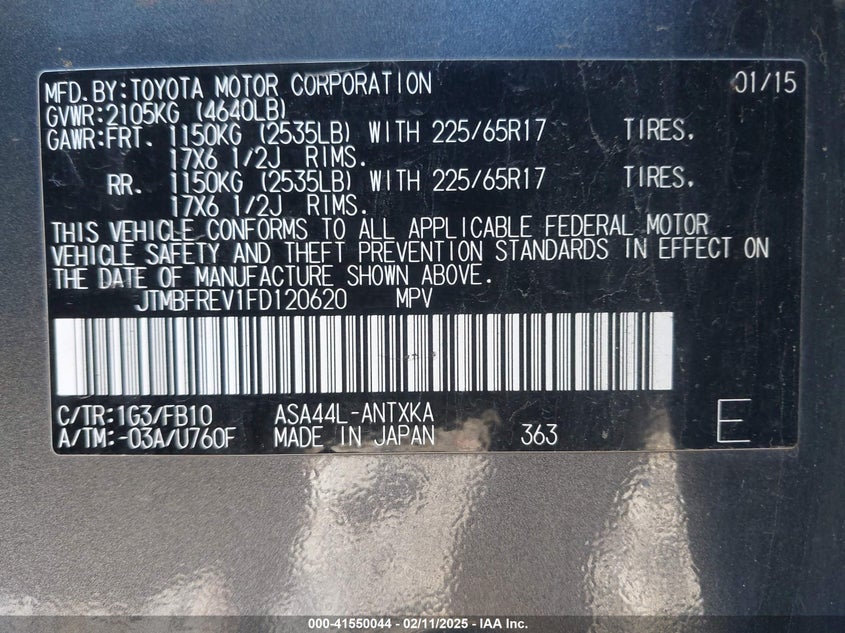 MFD.BY:TOYOTA MOTOR CORPORATION 01/15
GVWR:2105KG (4640LB)
GAWR:FRT. 1150KG (2535LB) WITH 225/65R17 TIRES.
17X6 1/2J RIMS.
RR. 1150KG (2535LB) WITH 225/65R17 TIRES.
17X6 1/2J RIMS.
THIS VEHICLE CONFORMS TO ALL APPLICABLE FEDERAL MOTOR
VEHICLE SAFETY AND THEFT PREVENTION STANDARDS IN EFFECT ON
THE DATE OF MANUFACTURE SHOWN ABOVE.
JTMBFREV1FD120620 MPV
C/TR:1G3/FB10 ASA44L-ANTXKA
A/TM:-03A/U760F MADE IN JAPAN 363 E
000-41550044 - 02/11/2025 - IAA Inc.